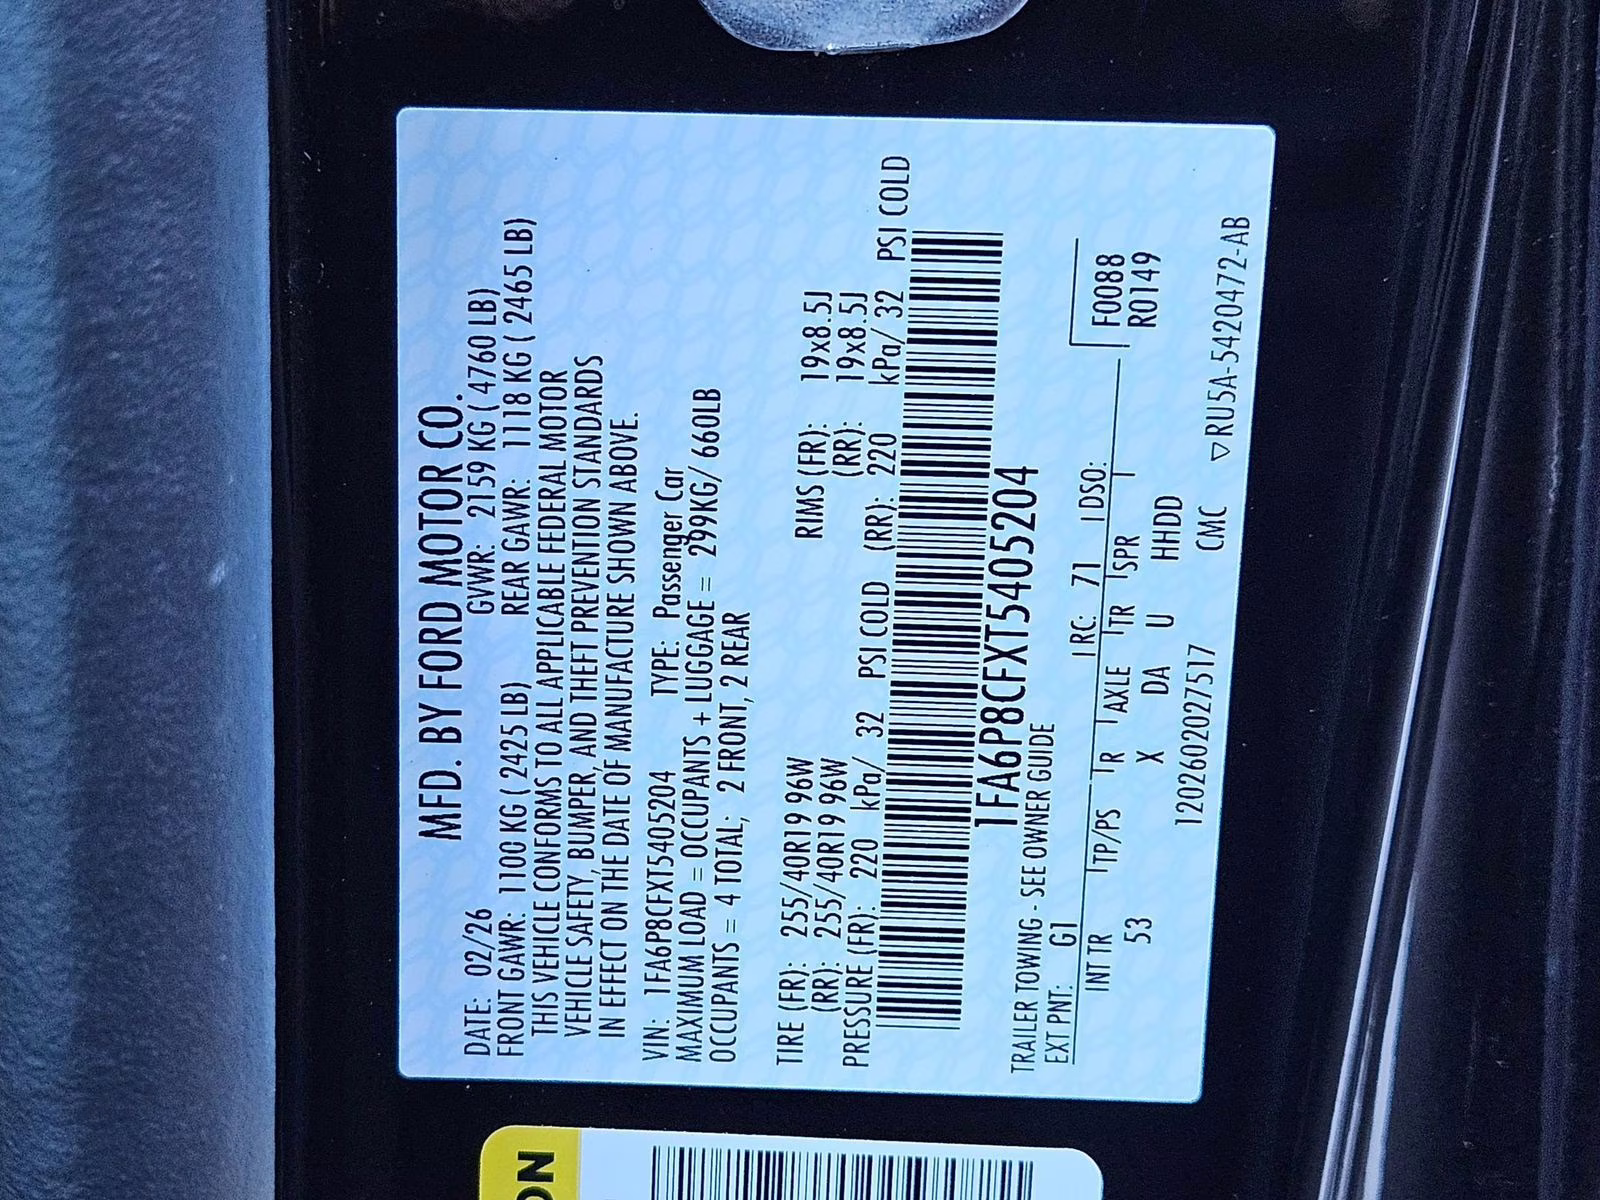 MFD. BY FORD MOTOR CO.
DATE: 02/26 GVWR: 2159 KG ( 4760 LB)
FRONT GAWR: 1100 KG ( 2425 LB) REAR GAWR: 1118 KG ( 2465 LB)
THIS VEHICLE CONFORMS TO ALL APPLICABLE FEDERAL MOTOR
VEHICLE SAFETY, BUMPER, AND THEFT PREVENTION STANDARDS
IN EFFECT ON THE DATE OF MANUFACTURE SHOWN ABOVE.
VIN: 1FA6P8CFXT5405204 TYPE: Passenger Car
MAXIMUM LOAD = OCCUPANTS + LUGGAGE = 299KG/ 660LB
OCCUPANTS = 4 TOTAL; 2 FRONT, 2 REAR
TIRE (FR): 255/40R19 96W RIMS (FR): 19x8.5J
(RR): 255/40R19 96W (RR): 19x8.5J
PRESSURE (FR): 220 kPa/ 32 PSI COLD (RR): 220 kPa/ 32 PSI COLD
1FA6P8CFXT5405204
TRAILER TOWING - SEE OWNER GUIDE
EXT PNT: G1 RC: 71 DSO: F0088
INT TR TP/PS R AXLE TR SPR R0149
53 X DA U HHDD
1202602027517 CMC ▽RU5A-5420472-AB
ON